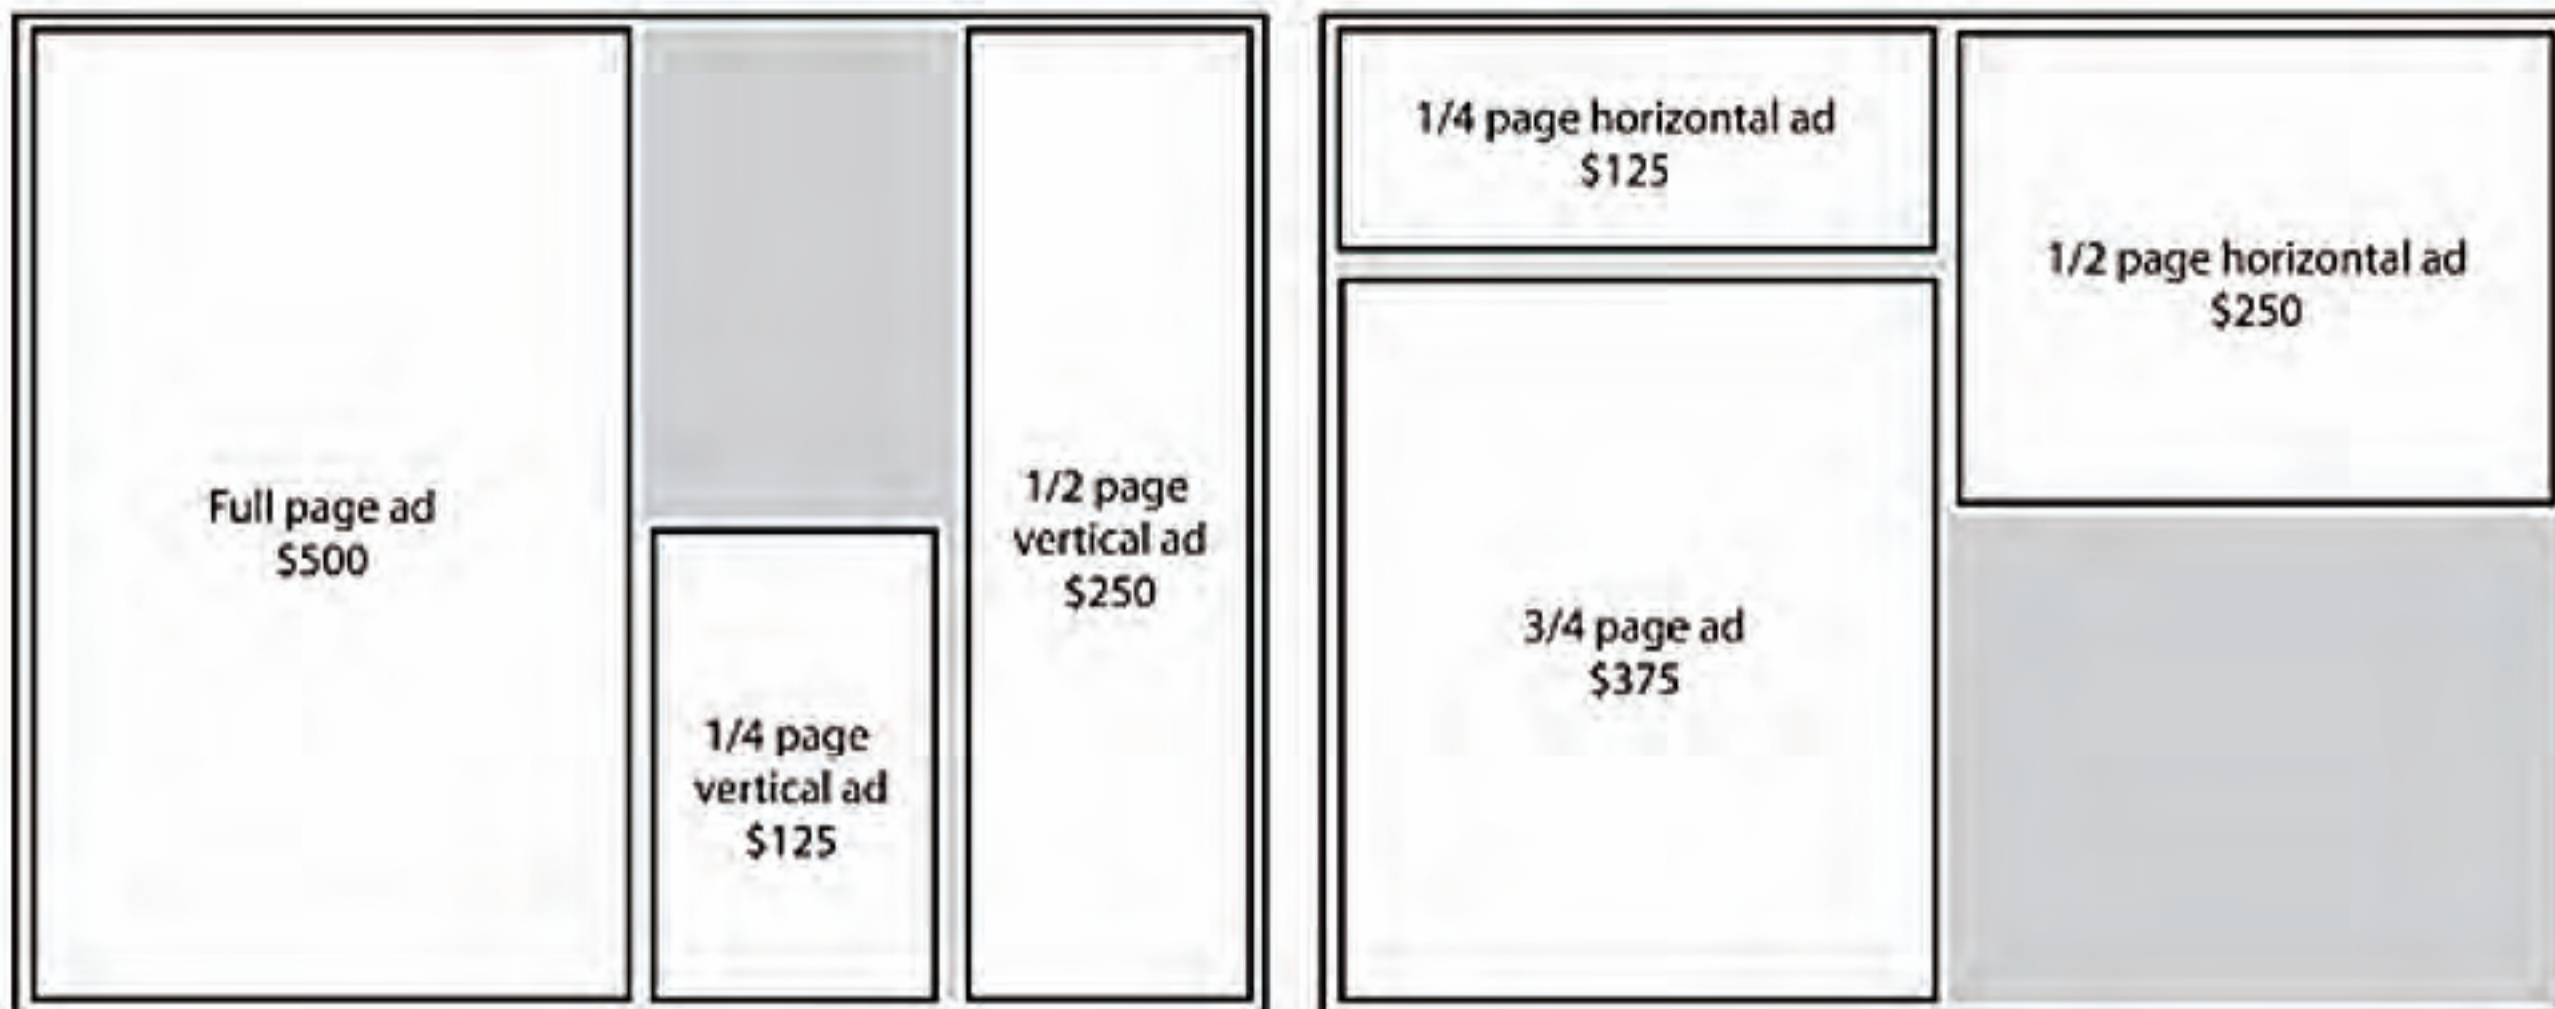 Full page ad
$500
1/4 page
vertical ad
$125
1/2 page
vertical ad
$250
1/4 page horizontal ad
$125
3/4 page ad
$375
1/2 page horizontal ad
$250